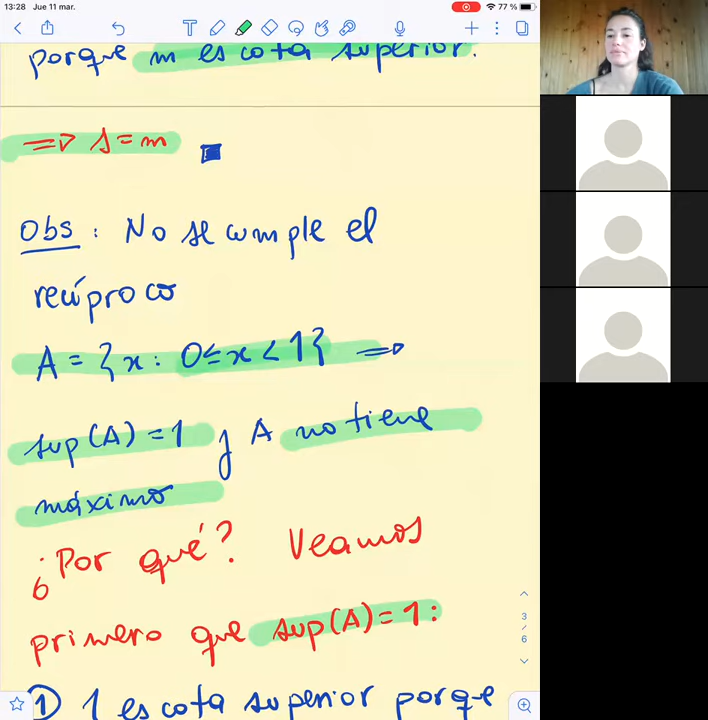 13:28 Jue 11 mar.
77 %
porque m es cota superior.
=> s = m
Obs : No se cumple el
recíproco
A = { x : 0 ≤ x < 1 } =>
sup(A) = 1 y A no tiene
máximo
¿Por qué? Veamos
primero que sup(A) = 1 :
3
/
6
① 1 es cota superior porque